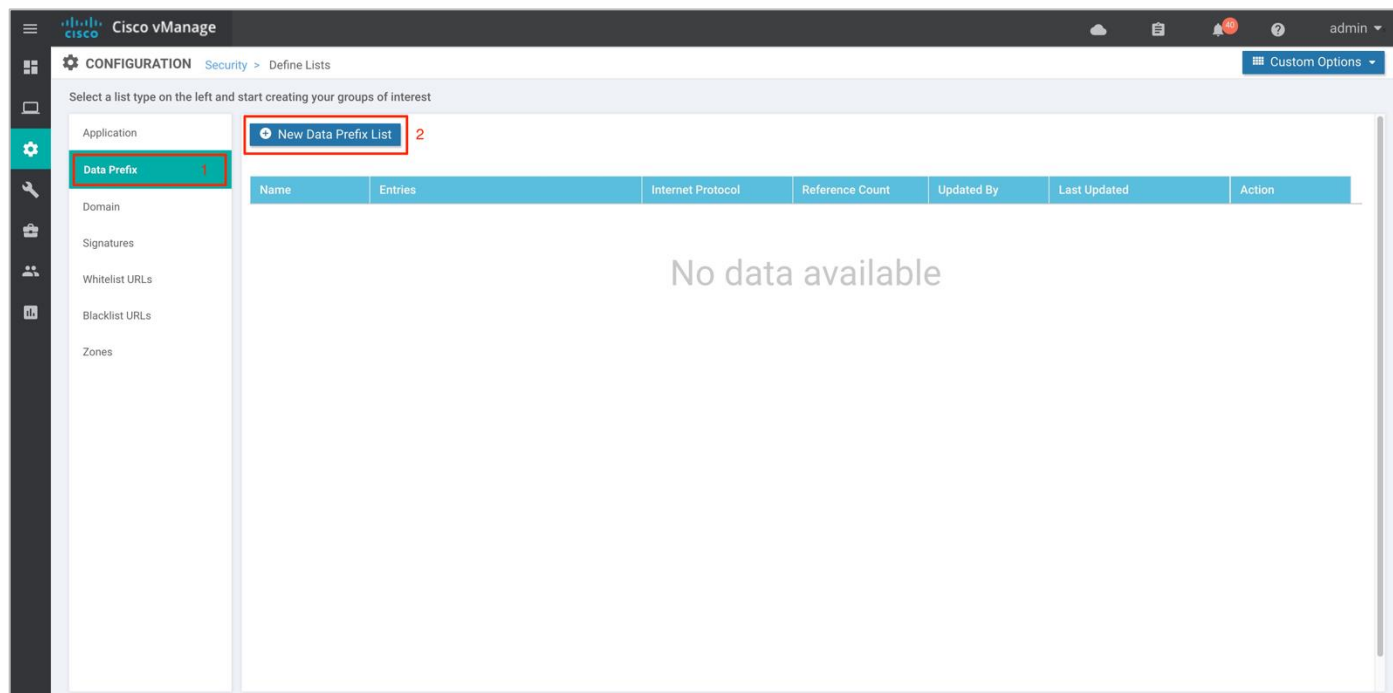 cisco Cisco vManage
40
admin
CONFIGURATION Security > Define Lists
Custom Options
Select a list type on the left and start creating your groups of interest
Application
New Data Prefix List 2
Data Prefix 1
Name Entries Internet Protocol Reference Count Updated By Last Updated Action
Domain
Signatures
Whitelist URLs
No data available
Blacklist URLs
Zones